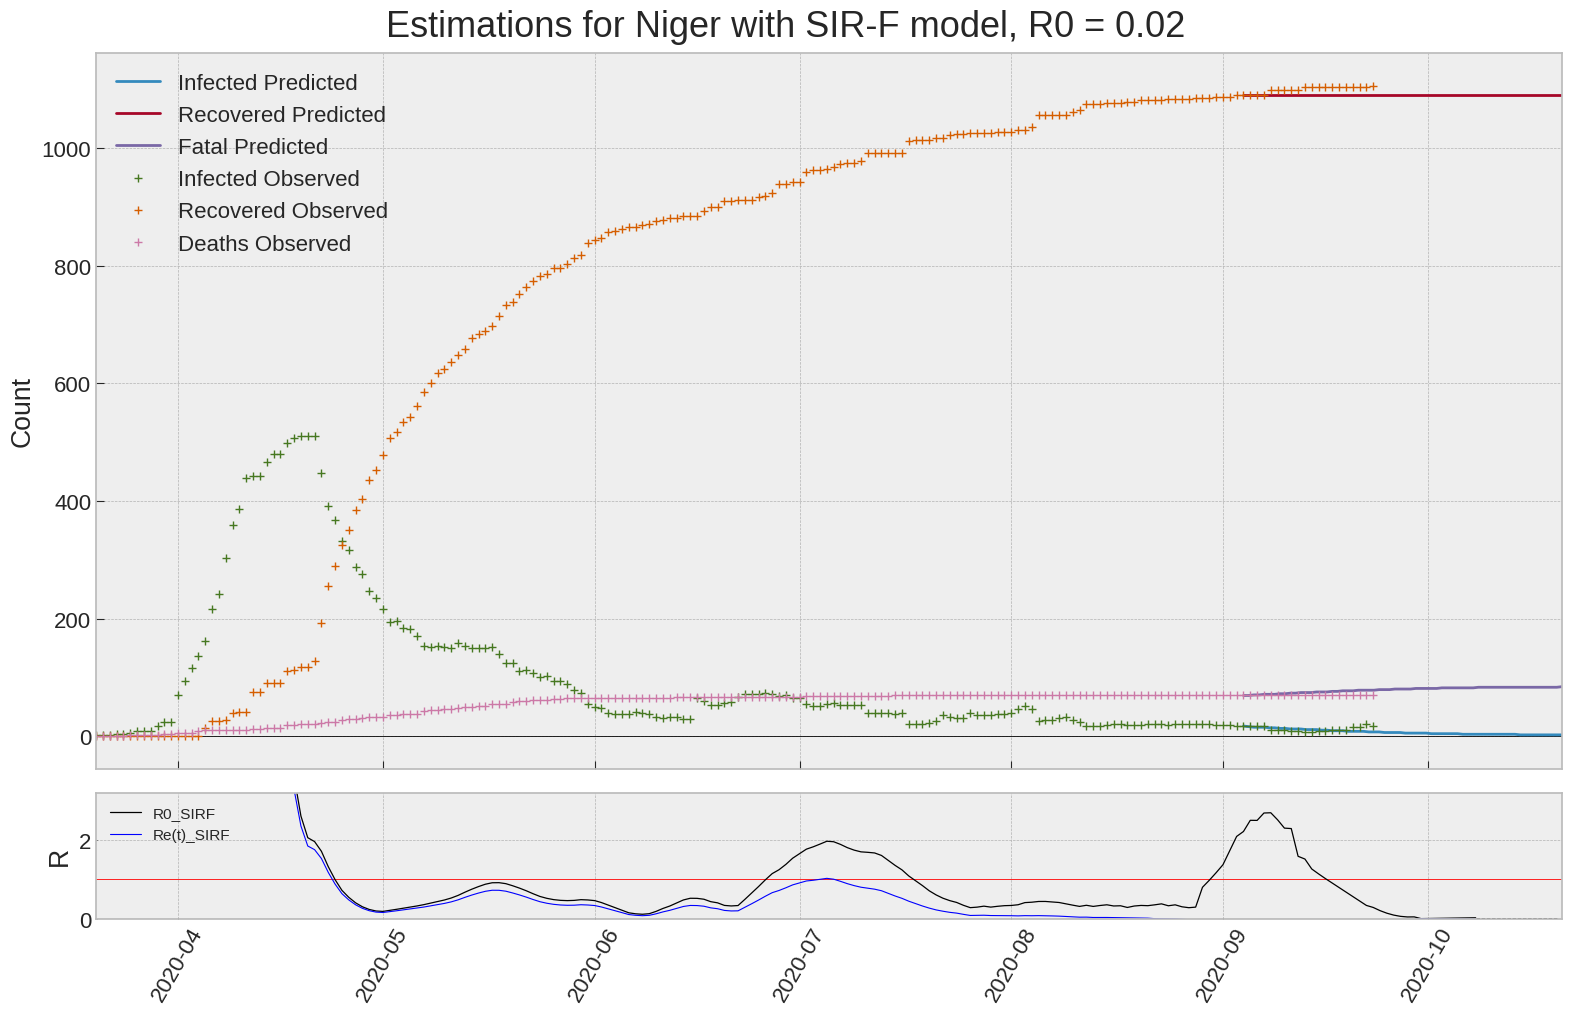 Estimations for Niger with SIR-F model, R0 = 0.02
Infected Predicted
Recovered Predicted
Fatal Predicted
Infected Observed
Recovered Observed
Deaths Observed
Count
1000
800
600
400
200
0
R0_SIRF
Re(t)_SIRF
R
2
0
2020-04
2020-05
2020-06
2020-07
2020-08
2020-09
2020-10